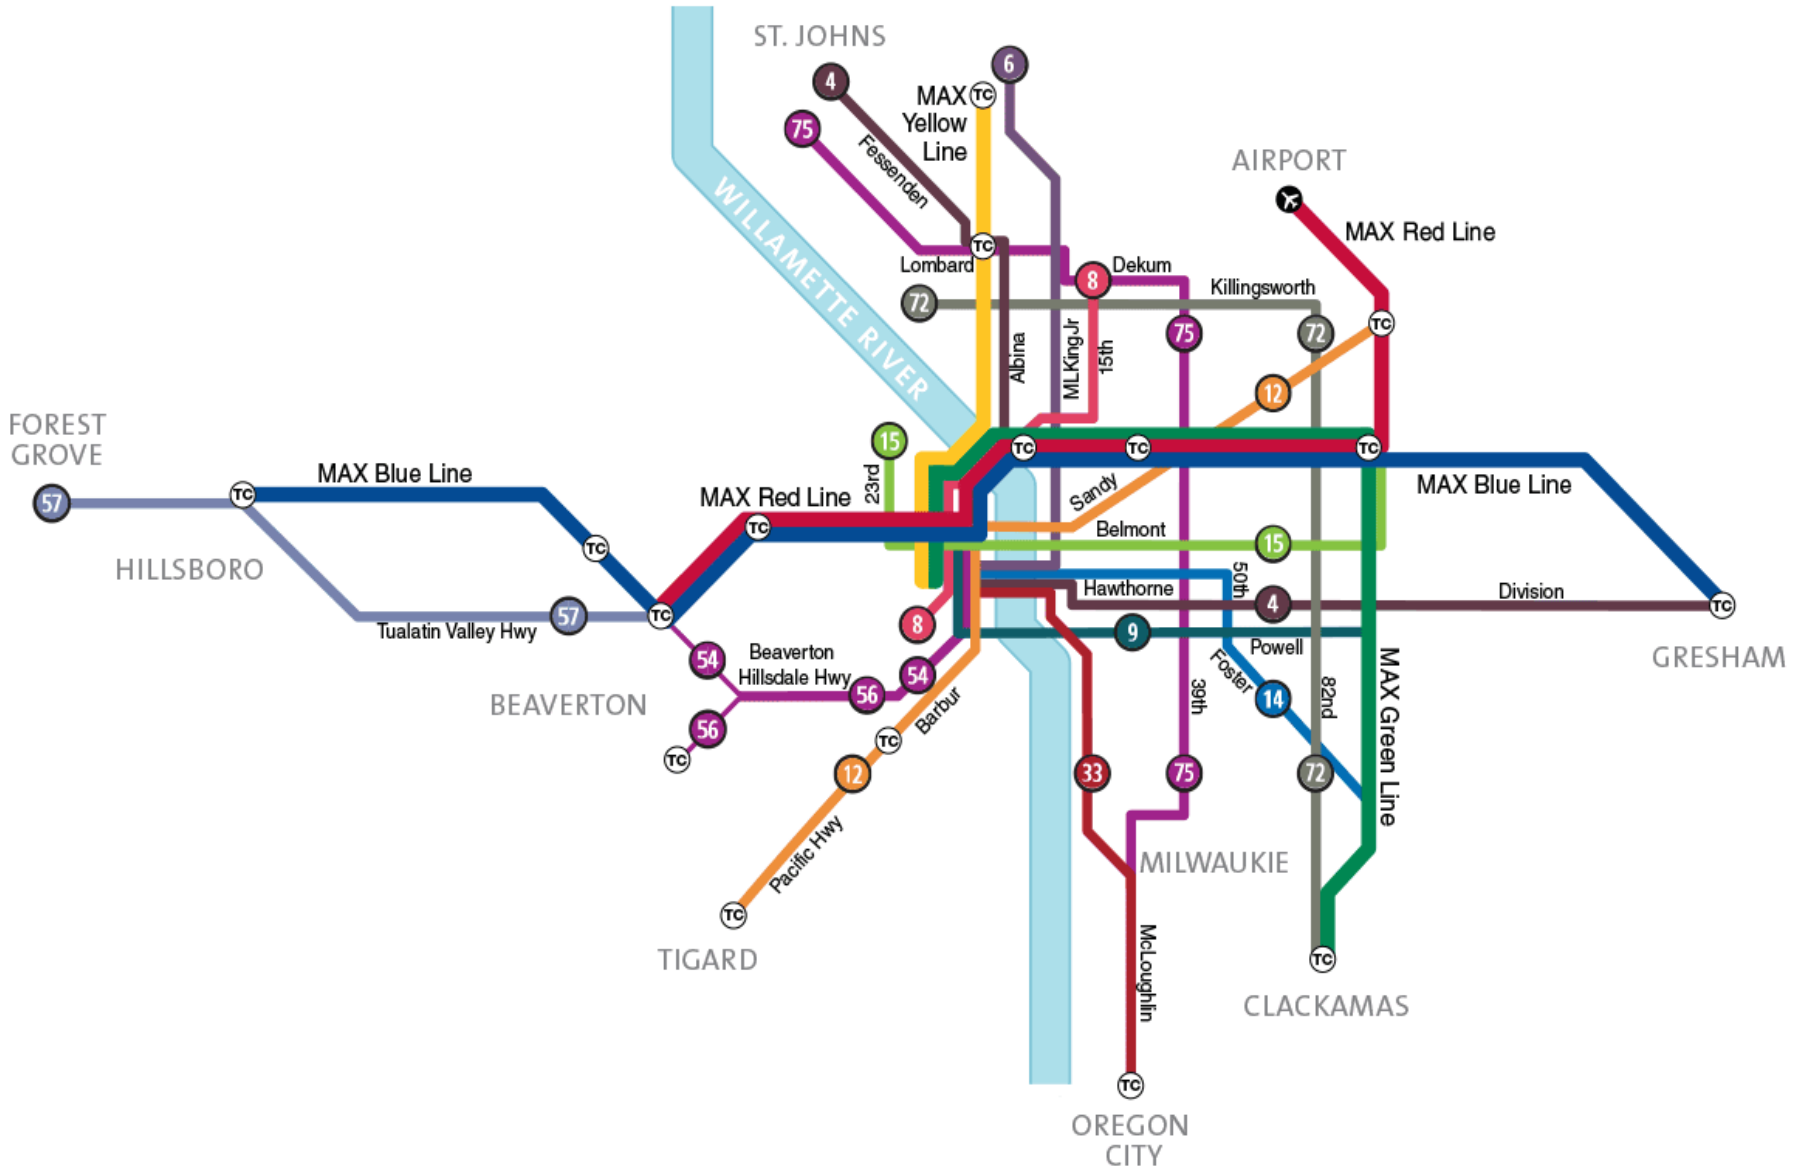 ST. JOHNS
6
4
MAX
Yellow
Line
TC
75
Fessenden
AIRPORT
WILLAMETTE RIVER
MAX Red Line
TC
Lombard
8
Dekum
72
Killingsworth
Albina
MLKingJr
15th
75
72
TC
12
FOREST
GROVE
15
23rd
MAX Blue Line
MAX Red Line
TC
TC
TC
Sandy
MAX Blue Line
57
TC
TC
TC
HILLSBORO
Belmont
15
50th
57
TC
Tualatin Valley Hwy
Hawthorne
4
Division
TC
8
9
Powell
GRESHAM
54
Beaverton
Hillsdale Hwy
56
54
Foster
14
39th
82nd
MAX Green Line
BEAVERTON
56
TC
Barbur
TC
12
33
75
72
Pacific Hwy
MILWAUKIE
TC
TIGARD
McLoughlin
TC
CLACKAMAS
TC
OREGON
CITY